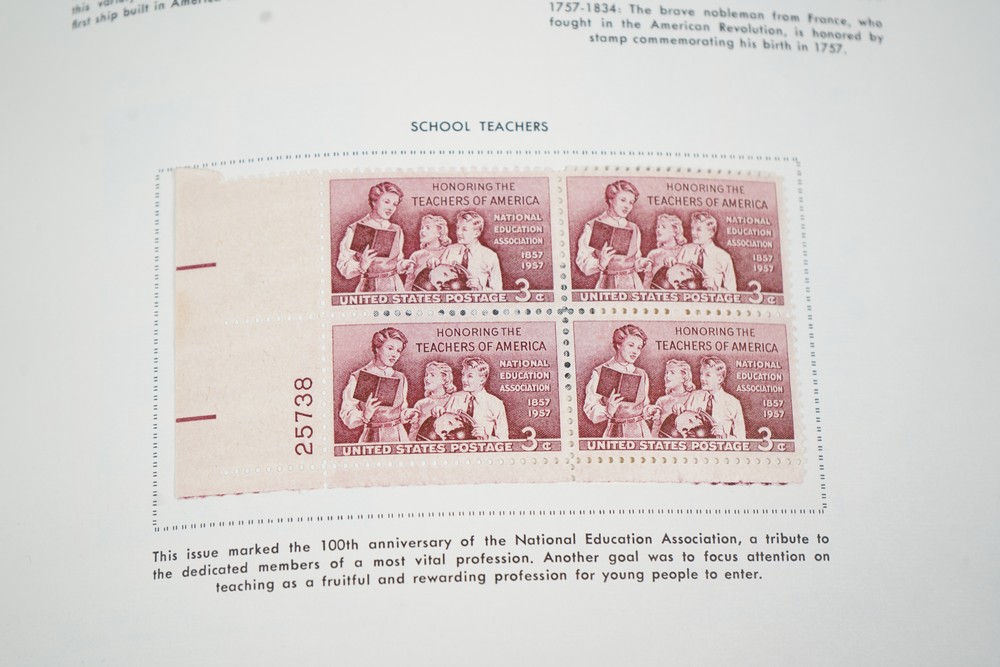 first ship built in
1757-1834: The brave nobleman from France, who
fought in the American Revolution, is honored by
stamp commemorating his birth in 1757.
SCHOOL TEACHERS
HONORING THE
TEACHERS OF AMERICA
NATIONAL
EDUCATION
ASSOCIATION
1857
1957
UNITED STATES POSTAGE 3¢
HONORING THE
TEACHERS OF AMERICA
NATIONAL
EDUCATION
ASSOCIATION
1857
1957
UNITED STATES POSTAGE 3¢
25738
HONORING THE
TEACHERS OF AMERICA
NATIONAL
EDUCATION
ASSOCIATION
1857
1957
UNITED STATES POSTAGE 3¢
HONORING THE
TEACHERS OF AMERICA
NATIONAL
EDUCATION
ASSOCIATION
1857
1957
UNITED STATES POSTAGE 3¢
This issue marked the 100th anniversary of the National Education Association, a tribute to
the dedicated members of a most vital profession. Another goal was to focus attention on
teaching as a fruitful and rewarding profession for young people to enter.